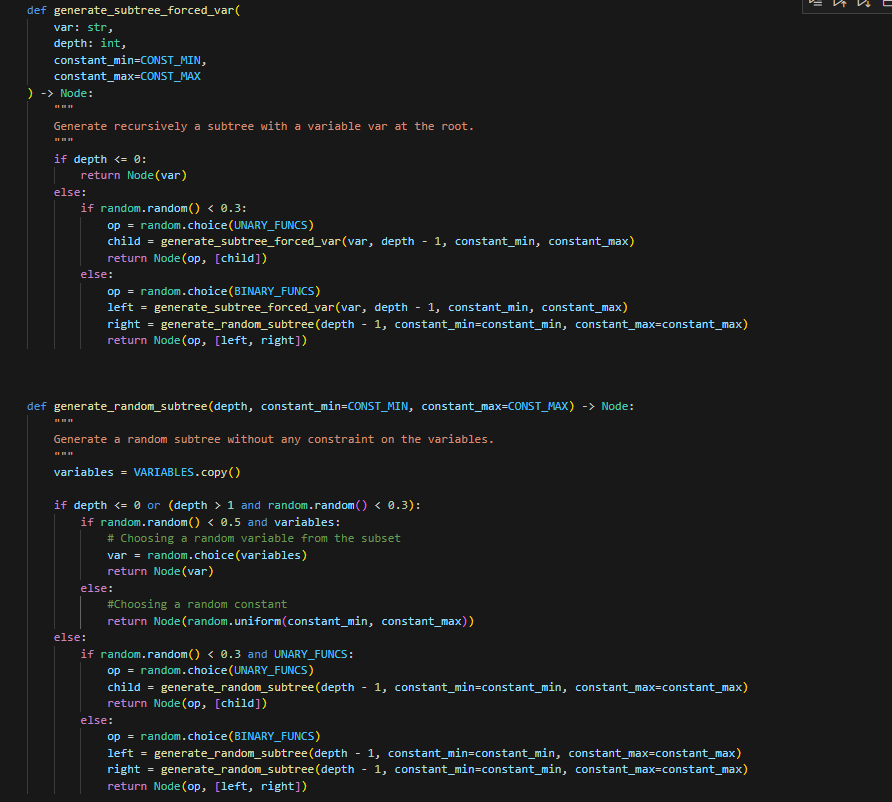 def generate_subtree_forced_var(
    var: str,
    depth: int,
    constant_min=CONST_MIN,
    constant_max=CONST_MAX
) -> Node:
    """
    Generate recursively a subtree with a variable var at the root.
    """
    if depth <= 0:
        return Node(var)
    else:
        if random.random() < 0.3:
            op = random.choice(UNARY_FUNCS)
            child = generate_subtree_forced_var(var, depth - 1, constant_min, constant_max)
            return Node(op, [child])
        else:
            op = random.choice(BINARY_FUNCS)
            left = generate_subtree_forced_var(var, depth - 1, constant_min, constant_max)
            right = generate_random_subtree(depth - 1, constant_min=constant_min, constant_max=constant_max)
            return Node(op, [left, right])

def generate_random_subtree(depth, constant_min=CONST_MIN, constant_max=CONST_MAX) -> Node:
    """
    Generate a random subtree without any constraint on the variables.
    """
    variables = VARIABLES.copy()

    if depth <= 0 or (depth > 1 and random.random() < 0.3):
        if random.random() < 0.5 and variables:
            # Choosing a random variable from the subset
            var = random.choice(variables)
            return Node(var)
        else:
            #Choosing a random constant
            return Node(random.uniform(constant_min, constant_max))
    else:
        if random.random() < 0.3 and UNARY_FUNCS:
            op = random.choice(UNARY_FUNCS)
            child = generate_random_subtree(depth - 1, constant_min=constant_min, constant_max=constant_max)
            return Node(op, [child])
        else:
            op = random.choice(BINARY_FUNCS)
            left = generate_random_subtree(depth - 1, constant_min=constant_min, constant_max=constant_max)
            right = generate_random_subtree(depth - 1, constant_min=constant_min, constant_max=constant_max)
            return Node(op, [left, right])